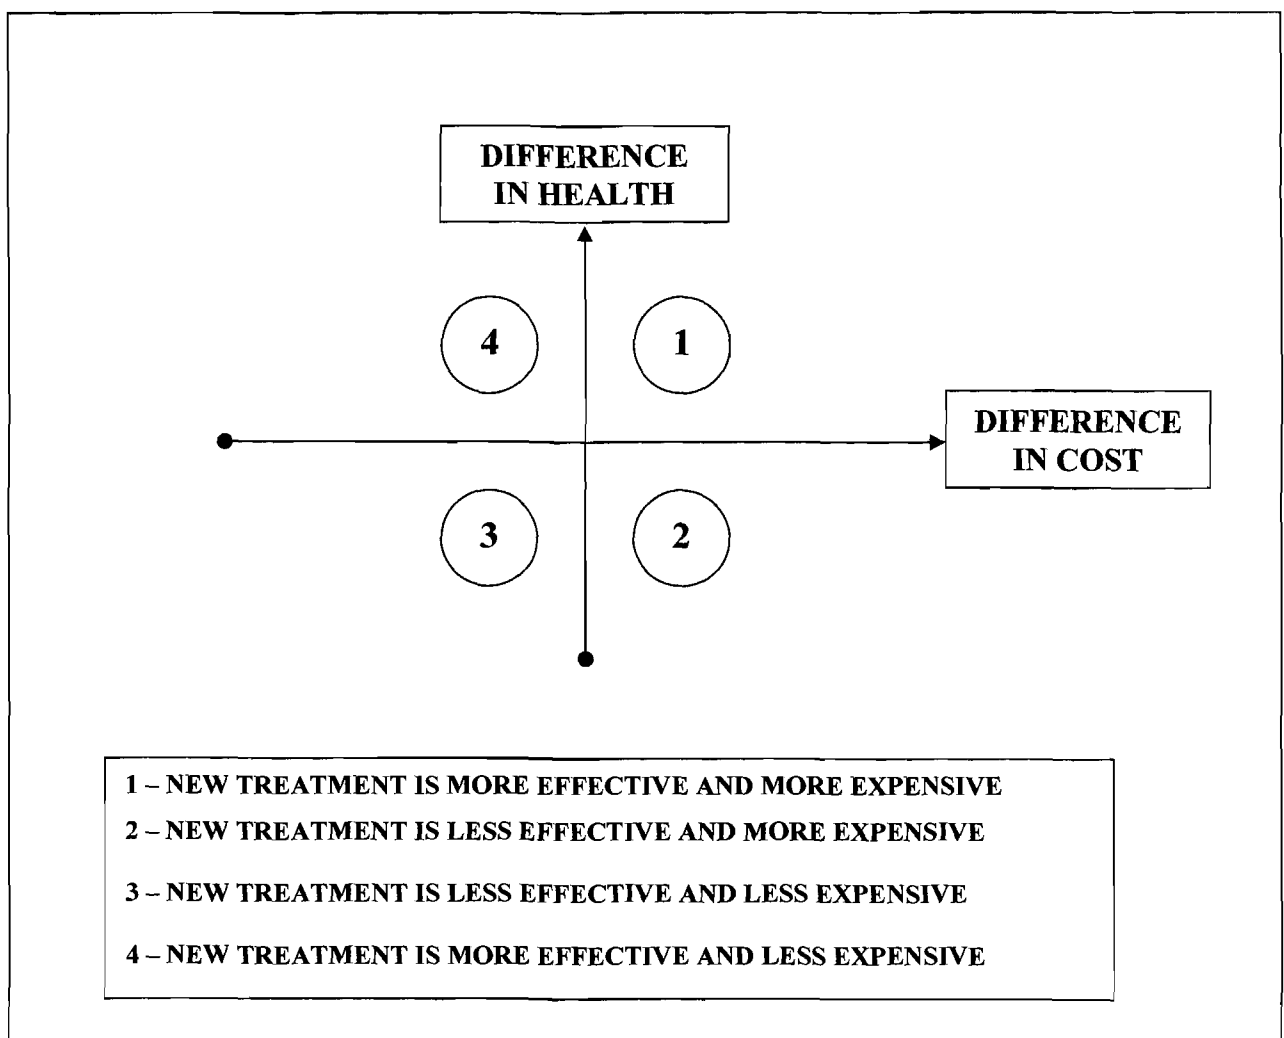 DIFFERENCE
IN HEALTH
4
1
DIFFERENCE
IN COST
3
2
1 – NEW TREATMENT IS MORE EFFECTIVE AND MORE EXPENSIVE
2 – NEW TREATMENT IS LESS EFFECTIVE AND MORE EXPENSIVE
3 – NEW TREATMENT IS LESS EFFECTIVE AND LESS EXPENSIVE
4 – NEW TREATMENT IS MORE EFFECTIVE AND LESS EXPENSIVE